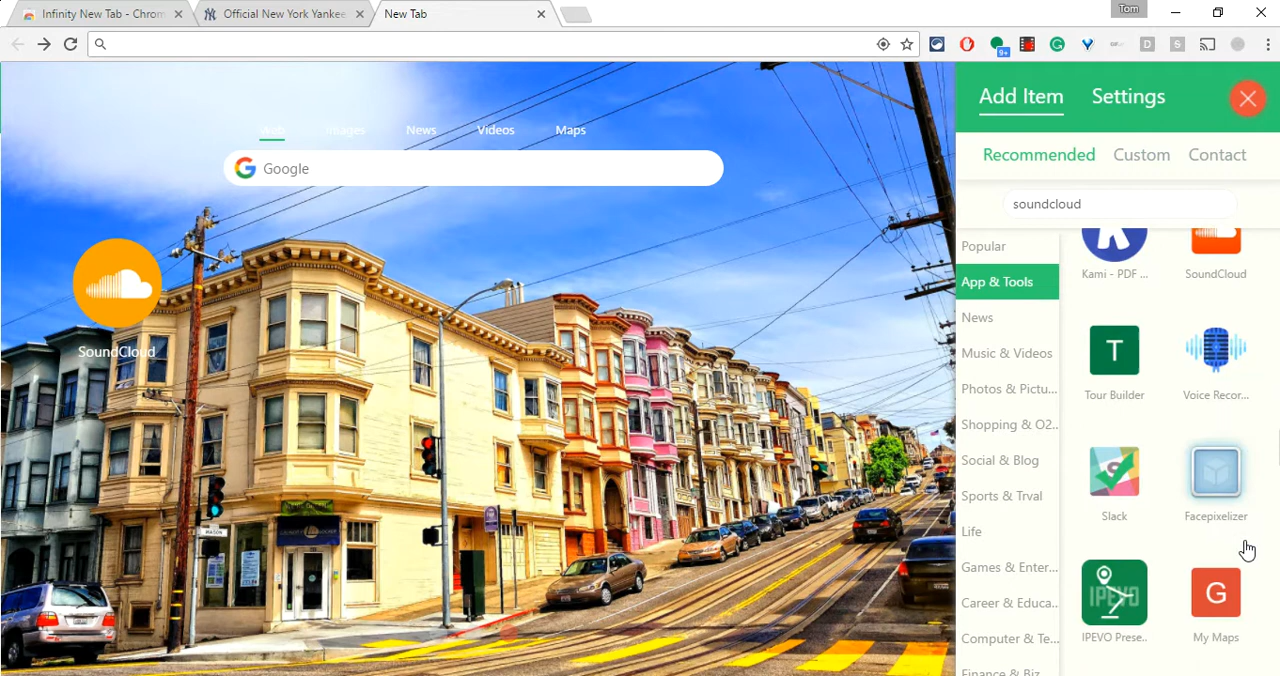 Infinity New Tab - Chrom
Official New York Yankee
New Tab
Tom
9+
D
S
Web
Images
News
Videos
Maps
Google
SoundCloud
MASON
Add Item
Settings
Recommended
Custom
Contact
soundcloud
Popular
App & Tools
News
Music & Videos
Photos & Pictu...
Shopping & O2..
Social & Blog
Sports & Trval
Life
Games & Enter...
Career & Educa...
Computer & Te...
Finance & Biz
Kami - PDF ...
SoundCloud
T
Tour Builder
Voice Recor...
Slack
Facepixelizer
IPEVO
IPEVO Prese..
G
My Maps